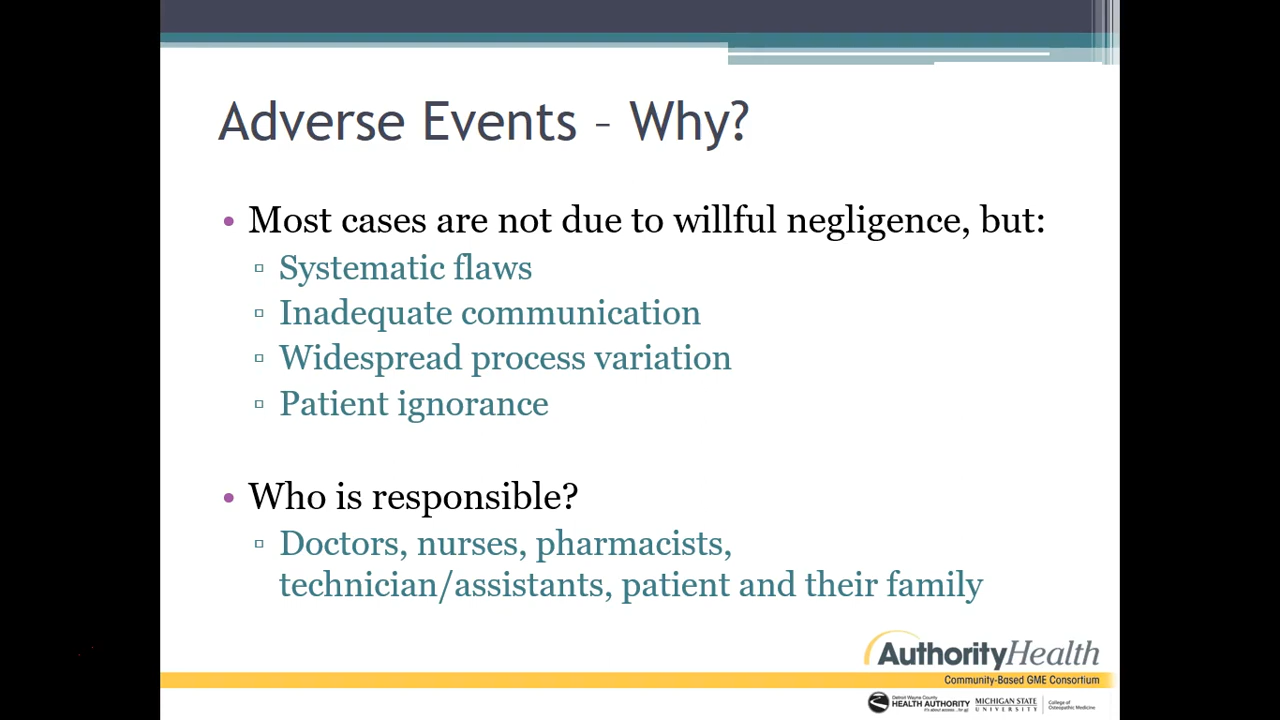 Adverse Events – Why?
• Most cases are not due to willful negligence, but:
▫ Systematic flaws
▫ Inadequate communication
▫ Widespread process variation
▫ Patient ignorance
• Who is responsible?
▫ Doctors, nurses, pharmacists,
technician/assistants, patient and their family
AuthorityHealth
Community-Based GME Consortium
Detroit Wayne County
HEALTH AUTHORITY
MICHIGAN STATE
UNIVERSITY
College of
Osteopathic Medicine